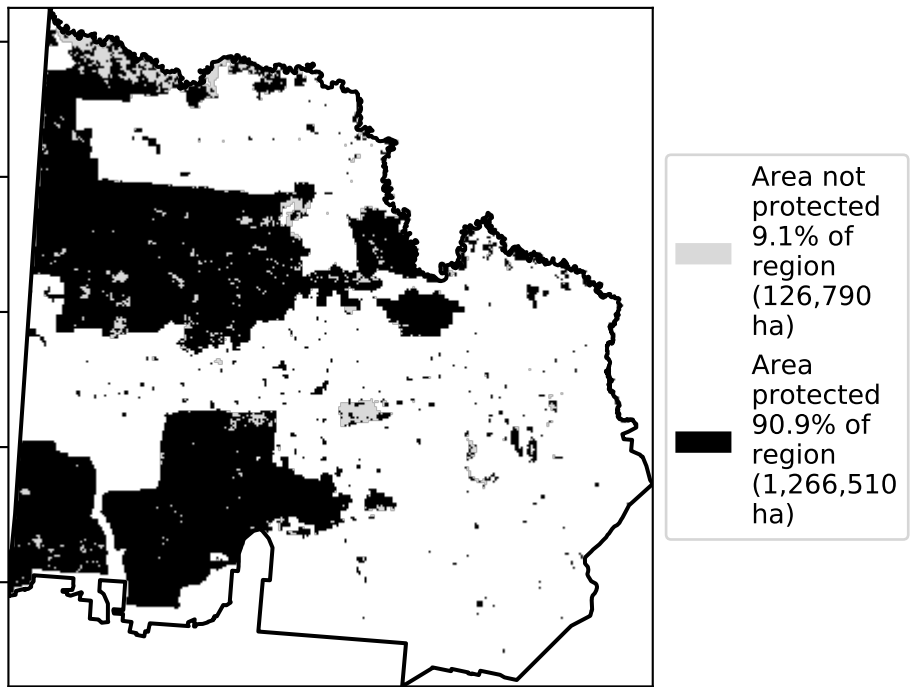 Area not
protected
9.1% of
region
(126,790
ha)
Area
protected
90.9% of
region
(1,266,510
ha)